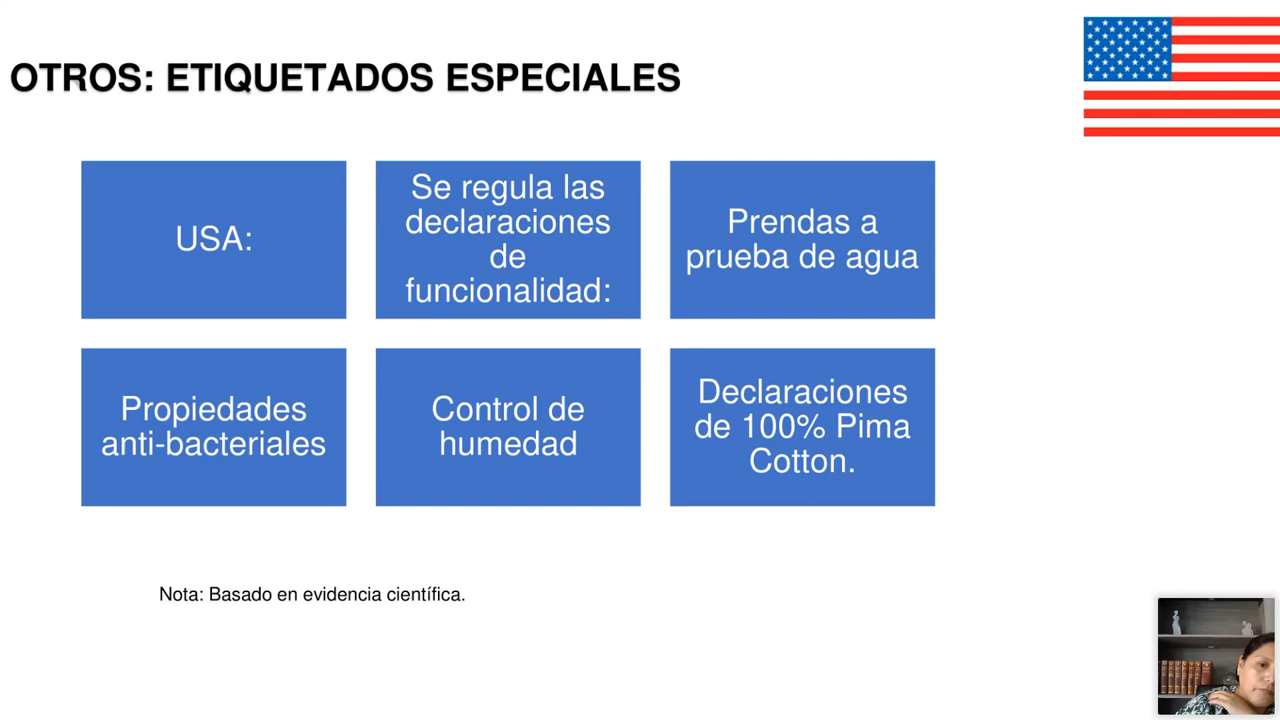 OTROS: ETIQUETADOS ESPECIALES
USA:
Se regula las
declaraciones
de
funcionalidad:
Prendas a
prueba de agua
Propiedades
anti-bacteriales
Control de
humedad
Declaraciones
de 100% Pima
Cotton.
Nota: Basado en evidencia científica.